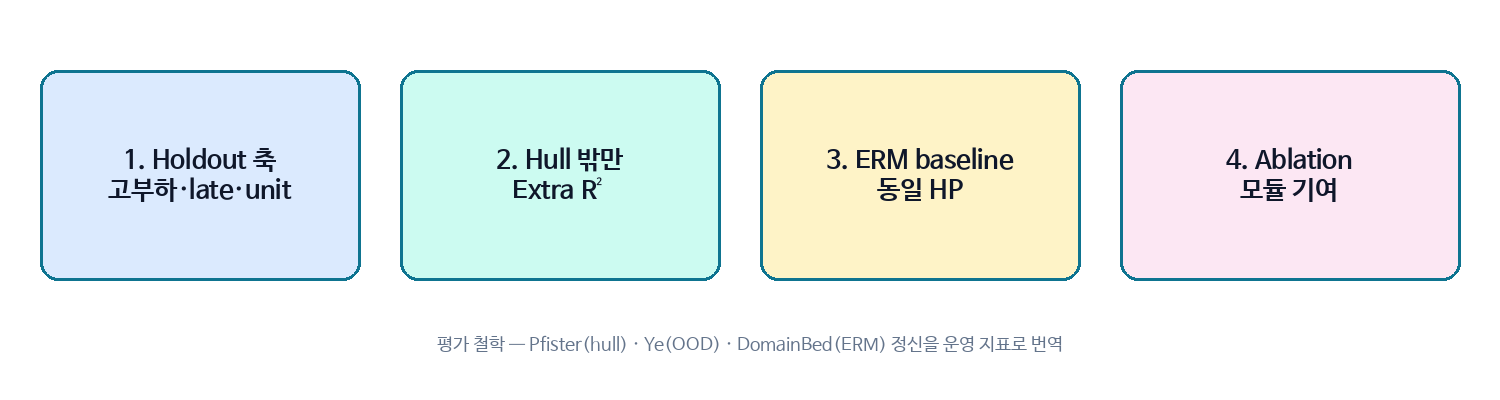 1. Holdout 축
고부하·late·unit
2. Hull 밖만
Extra R²
3. ERM baseline
동일 HP
4. Ablation
모듈 기여
평가 철학 — Pfister(hull) · Ye(OOD) · DomainBed(ERM) 정신을 운영 지표로 번역